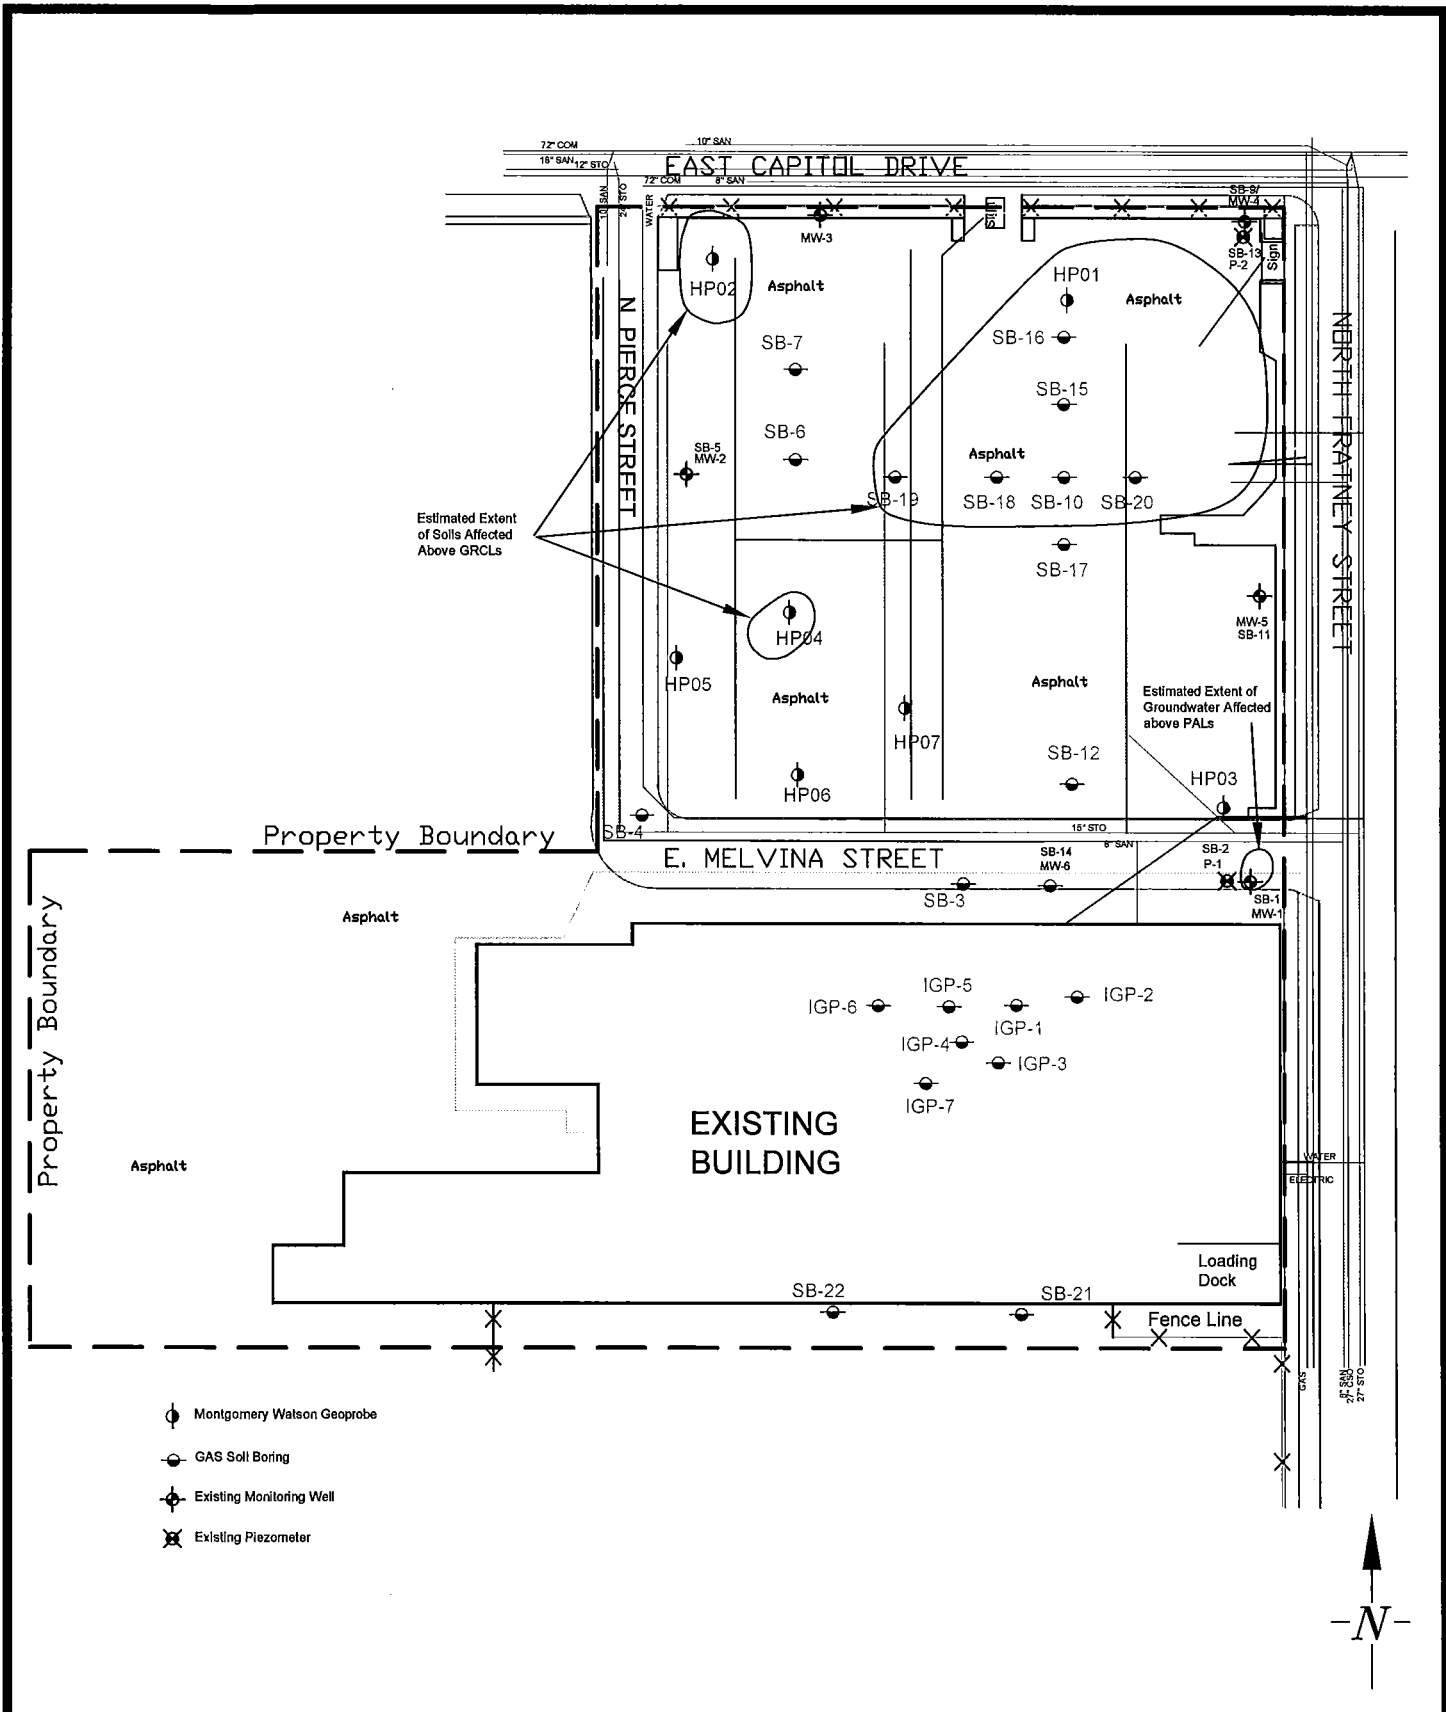 10" SAN
72" COM
18" SAN 12" STO
EAST CAPITOL DRIVE
72" COM 8" SAN
10" SAN
24" STO
WATER
Sign
SB-9/
MW-4
MW-3
SB-13
P-2
Sign
HP02
Asphalt
HP01
Asphalt
N PIERCE STREET
NORTH FRATNEY STREET
SB-7
SB-16
SB-15
SB-6
SB-5
MW-2
Asphalt
SB-19
SB-18
SB-10
SB-20
Estimated Extent
of Soils Affected
Above GRCLs
SB-17
MW-5
SB-11
HP04
HP05
Asphalt
Asphalt
Estimated Extent of
Groundwater Affected
above PALs
HP07
SB-12
HP03
HP06
SB-4
Property Boundary
15" STO
6" SAN
E. MELVINA STREET
SB-14
MW-6
SB-2
P-1
SB-3
SB-1
MW-1
Asphalt
Property Boundary
IGP-6
IGP-5
IGP-2
IGP-1
IGP-4
IGP-3
IGP-7
EXISTING
BUILDING
Asphalt
WATER
ELECTRIC
Loading
Dock
SB-22
SB-21
Fence Line
GAS
8" SAN
27" CSO
27" STO
Montgomery Watson Geoprobe
GAS Soil Boring
Existing Monitoring Well
Existing Piezometer
-N-